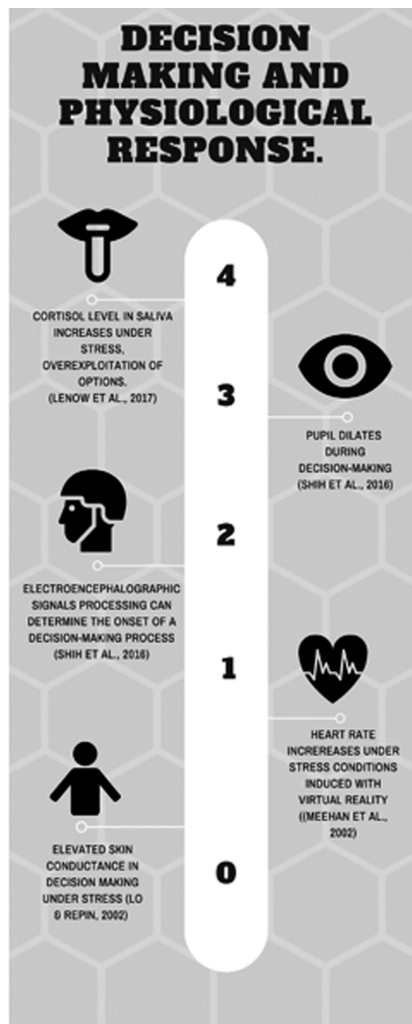 DECISION
MAKING AND
PHYSIOLOGICAL
RESPONSE.
4
CORTISOL LEVEL IN SALIVA
INCREASES UNDER
STRESS,
OVEREXPLOITATION OF
OPTIONS.
(LENOW ET AL., 2017)
3
PUPIL DILATES
DURING
DECISION-MAKING
(SHIH ET AL., 2016)
2
ELECTROENCEPHALOGRAPHIC
SIGNALS PROCESSING CAN
DETERMINE THE ONSET OF A
DECISION-MAKING PROCESS
(SHIH ET AL., 2016)
1
HEART RATE
INCREREASES UNDER
STRESS CONDITIONS
INDUCED WITH
VIRTUAL REALITY
((MEEHAN ET AL.,
2002)
0
ELEVATED SKIN
CONDUCTANCE IN
DECISION MAKING
UNDER STRESS (LO
& REPIN, 2002)